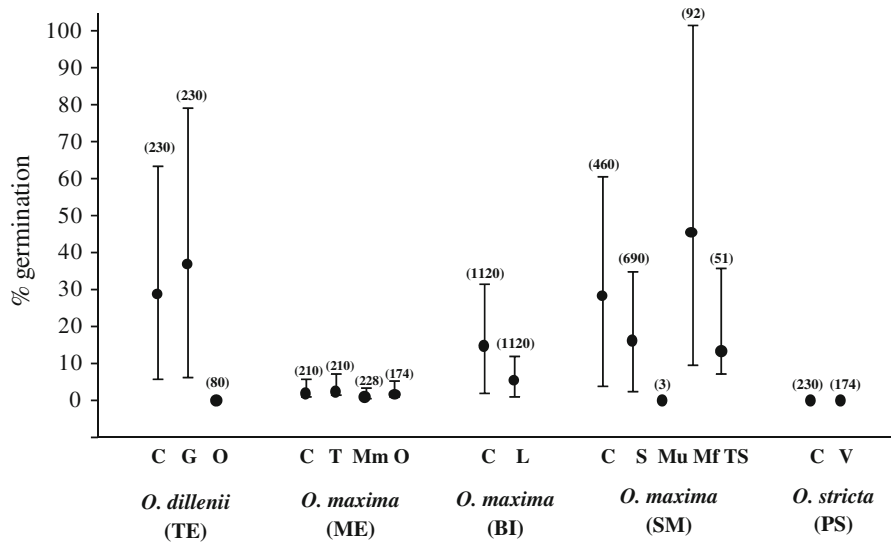 % germination
100
90
80
70
60
50
40
30
20
10
0
(230)
(230)
(80)
(210)
(210)
(228)
(174)
(1120)
(1120)
(460)
(690)
(3)
(92)
(51)
(230)
(174)
C G O
C T Mm O
C L
C S Mu Mf TS
C V
O. dillenii
(TE)
O. maxima
(ME)
O. maxima
(BI)
O. maxima
(SM)
O. stricta
(PS)